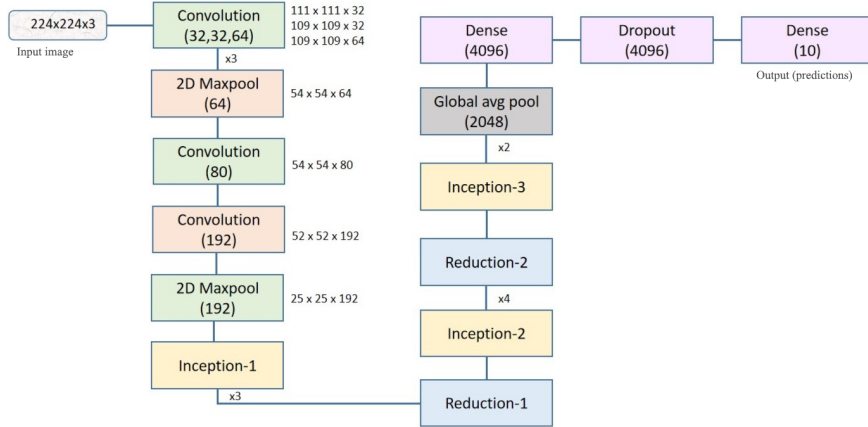 224x224x3
Input image
Convolution
(32,32,64)
111 x 111 x 32
109 x 109 x 32
109 x 109 x 64
x3
2D Maxpool
(64)
54 x 54 x 64
Convolution
(80)
54 x 54 x 80
Convolution
(192)
52 x 52 x 192
2D Maxpool
(192)
25 x 25 x 192
Inception-1
x3
Reduction-1
Inception-2
x4
Reduction-2
Inception-3
x2
Global avg pool
(2048)
Dense
(4096)
Dropout
(4096)
Dense
(10)
Output (predictions)